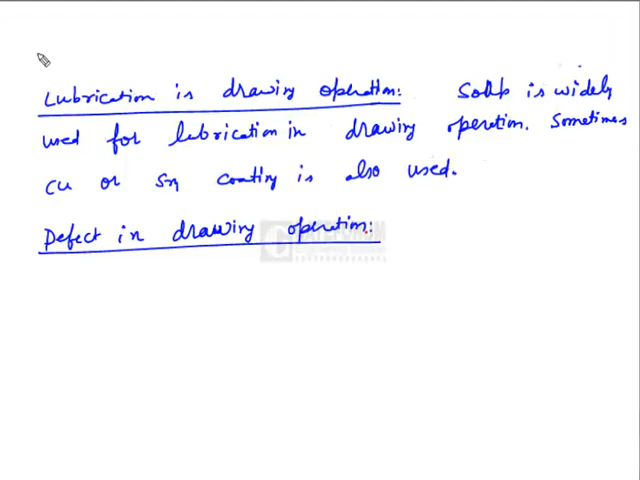 Lubrication is drawing operation: Soap is widely
used for lubrication in drawing operation. Sometimes
Cu or Sn coating is also used.
Defect in drawing operation: